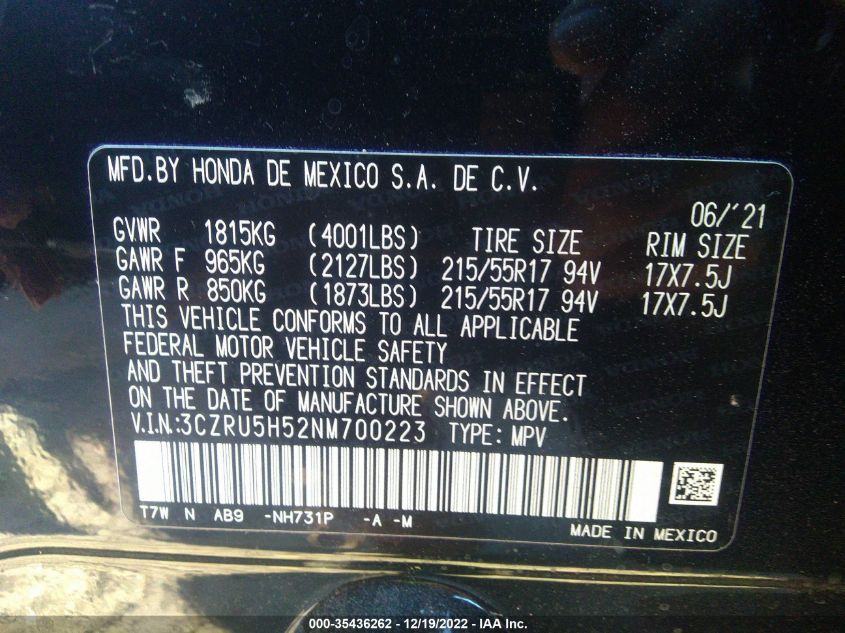 MFD.BY HONDA DE MEXICO S.A. DE C.V.
06/'21
GVWR 1815KG (4001LBS) TIRE SIZE RIM SIZE
GAWR F 965KG (2127LBS) 215/55R17 94V 17X7.5J
GAWR R 850KG (1873LBS) 215/55R17 94V 17X7.5J
THIS VEHICLE CONFORMS TO ALL APPLICABLE
FEDERAL MOTOR VEHICLE SAFETY
AND THEFT PREVENTION STANDARDS IN EFFECT
ON THE DATE OF MANUFACTURE SHOWN ABOVE.
V.I.N:3CZRU5H52NM700223 TYPE: MPV
T7W N AB9 -NH731P -A -M
MADE IN MEXICO
000-35436262 - 12/19/2022 - IAA Inc.